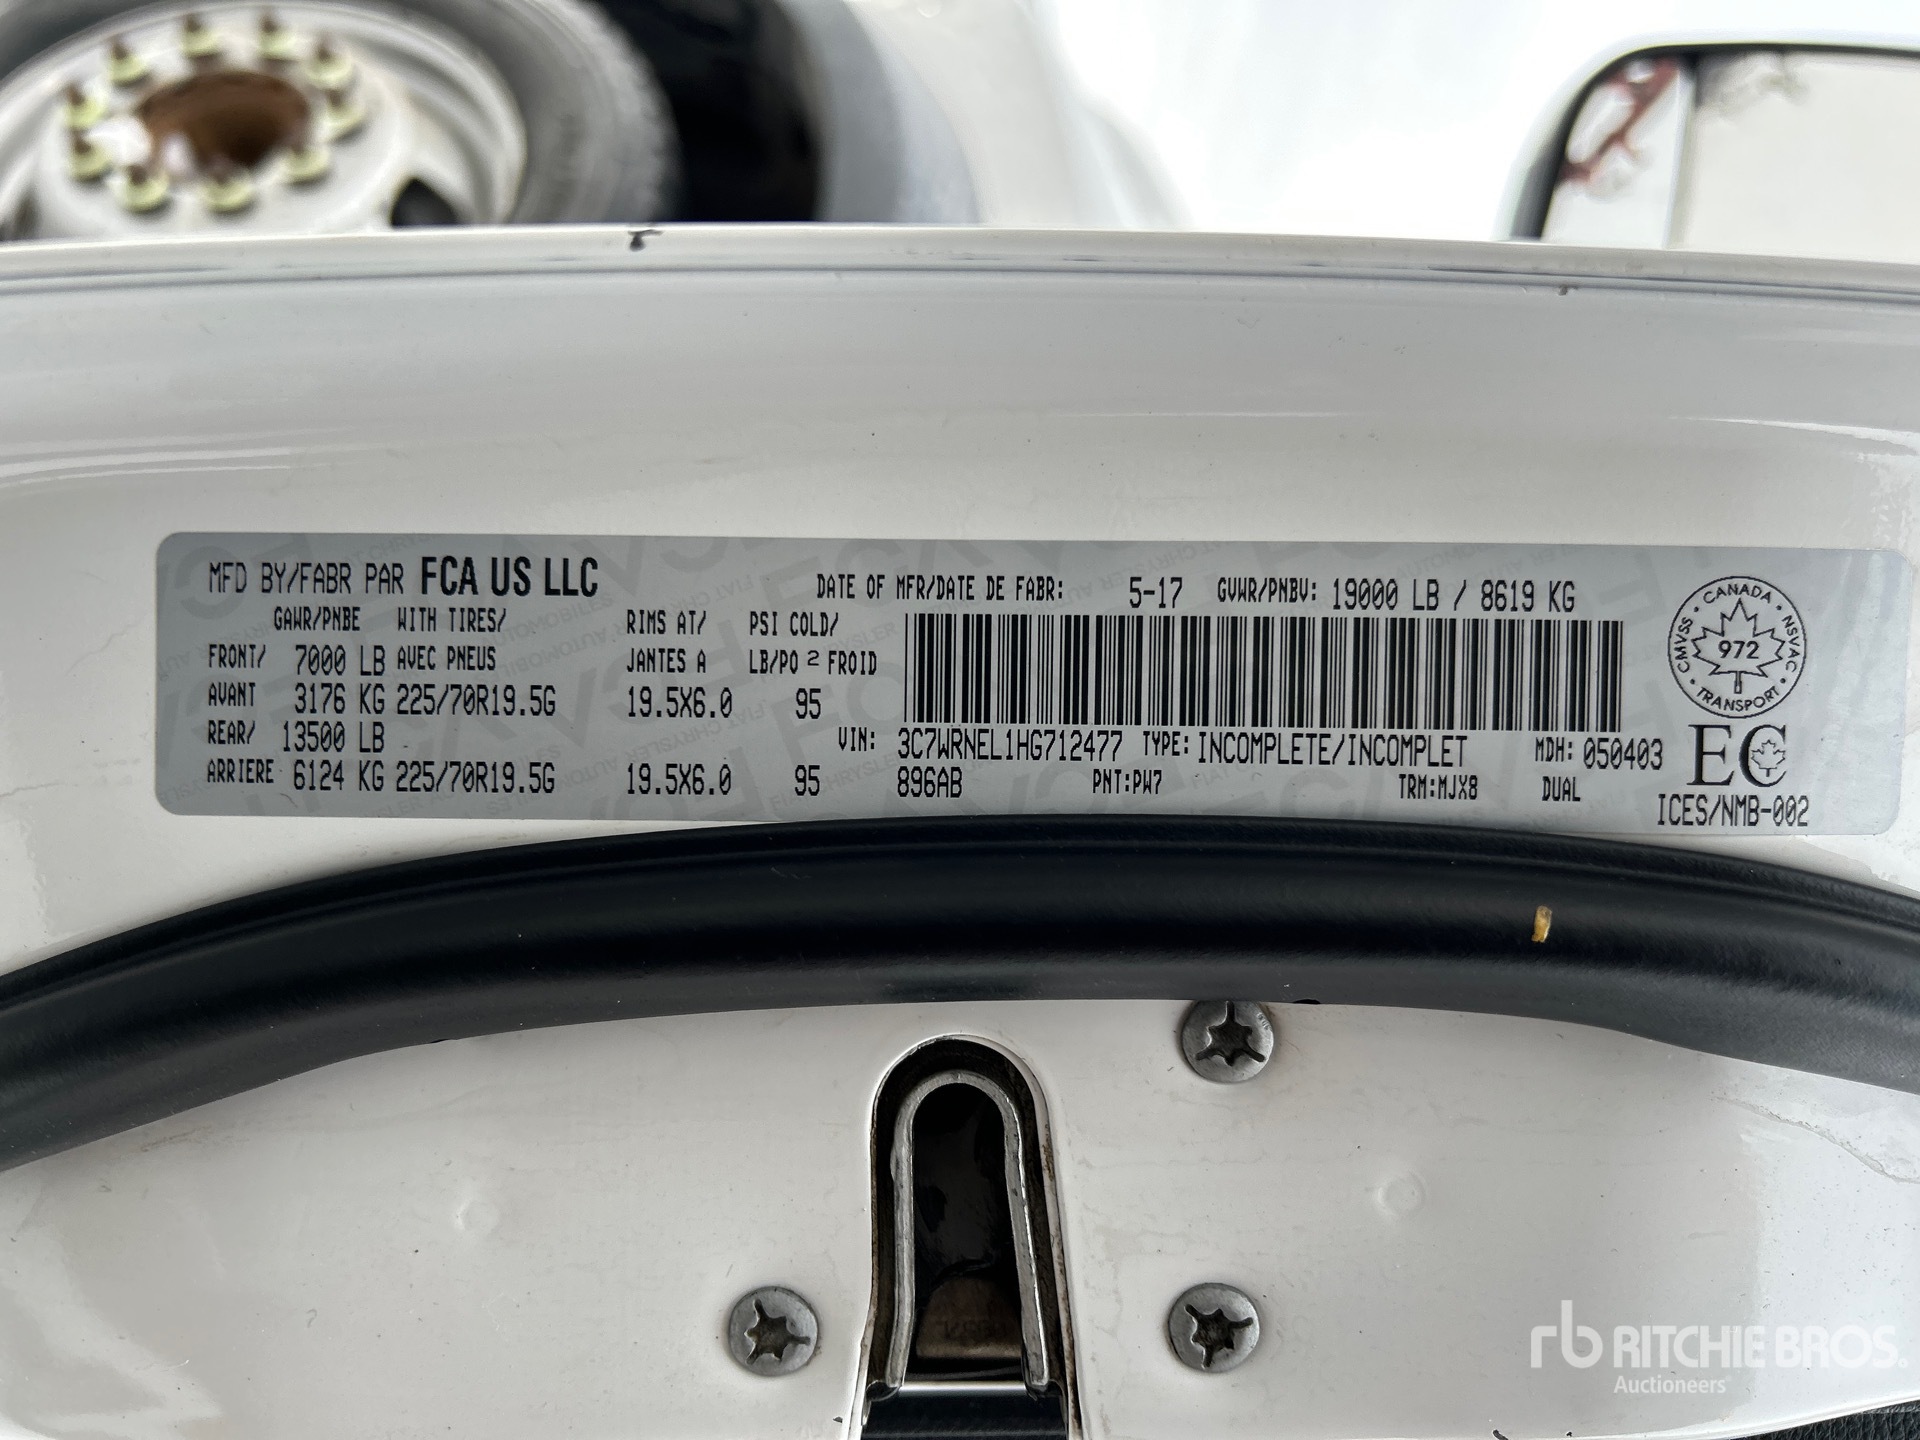 MFD BY/FABR PAR FCA US LLC
DATE OF MFR/DATE DE FABR: 5-17 GVWR/PNBV: 19000 LB / 8619 KG
GAWR/PNBE WITH TIRES/ RIMS AT/ PSI COLD/
FRONT/ 7000 LB AVEC PNEUS JANTES A LB/PO 2 FROID
AVANT 3176 KG 225/70R19.5G 19.5X6.0 95
REAR/ 13500 LB
VIN: 3C7WRNEL1HG712477 TYPE: INCOMPLETE/INCOMPLET MDH: 050403
ARRIERE 6124 KG 225/70R19.5G 19.5X6.0 95 896AB PNT:PW7 TRM:MJX8 DUAL
CANADA
CMVSS 972 NSVAC
TRANSPORT
EC
ICES/NMB-002
rb RITCHIE BROS.
Auctioneers